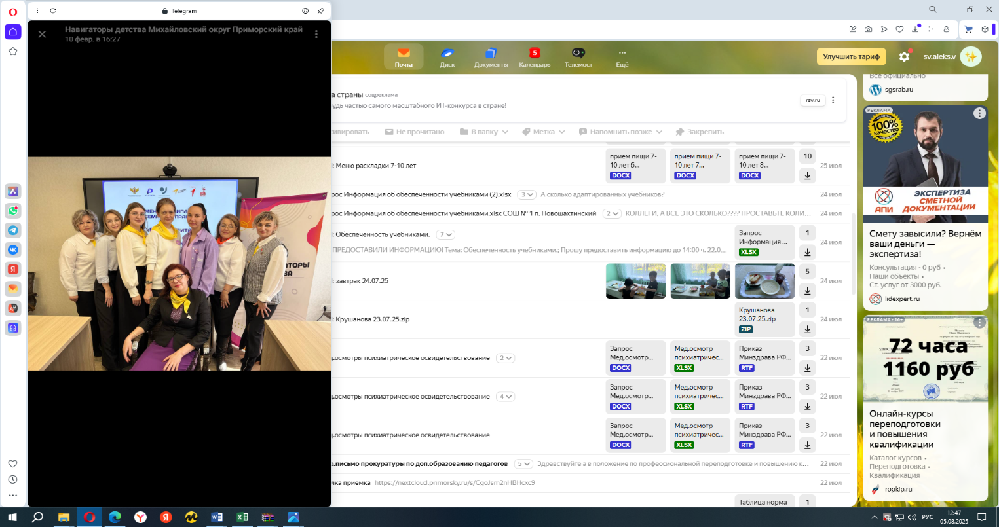 Telegram
Навигаторы детства Михайловский округ Приморский край
10 февр. в 16:27
Почта
Диск
Документы
5
Календарь
Телемост
Ещё
Улучшить тариф
sv.aleks.v
а страны соцреклама
удь частью самого масштабного ИТ-конкурса в стране!
rsv.ru
ивировать
Не прочитано
В папку
Метка
Напомнить позже
Закрепить
: Меню раскладки 7-10 лет
прием пищи 7-
10 лет 6...
DOCX
прием пищи 7-
10 лет 7...
DOCX
прием пищи 7-
10 лет 8...
DOCX
10
25 июл
рос Информация об обеспеченности учебниками (2).xlsx 3 А сколько адаптированных учебников? 24 июл
рос Информация об обеспеченности учебниками.xlsx СОШ № 1 п. Новошахтинский 2 КОЛЛЕГИ, А ВСЕ ЭТО СКОЛЬКО???? ПРОСТАВЬТЕ КОЛИ... 24 июл
: Обеспеченность учебниками. 7
ПРЕДОСТАВИЛИ ИНФОРМАЦИЮ! Тема: Обеспеченность учебниками.; Прошу предоставить информацию до 14:00 ч. 22.0...
Запрос
Информация ...
XLSX
1
24 июл
: завтрак 24.07.25
5
24 июл
: Крушанова 23.07.25.zip
Крушанова
23.07.25.zip
ZIP
1
24 июл
д.осмотры психиатрическое освидетельствование 2
Запрос
Мед.осмотр...
DOCX
Мед.осмотр
психиатричес...
XLSX
Приказ
Минздрава РФ...
RTF
3
22 июл
д.осмотры психиатрическое освидетельствование 4
Запрос
Мед.осмотр...
DOCX
Мед.осмотр
психиатричес...
XLSX
Приказ
Минздрава РФ...
RTF
3
22 июл
д.осмотры психиатрическое освидетельствование
Запрос
Мед.осмотр...
DOCX
Мед.осмотр
психиатричес...
XLSX
Приказ
Минздрава РФ...
RTF
3
22 июл
о.письмо прокуратуры по доп.образованию педагогов 5 Здравствуйте а в положение по профессиональной переподготовке и повышению к... 22 июл
лка приемка https://nextcloud.primorsky.ru/s/CgoJsm2nHBHcxc9 22 июл
Таблица норма
1
Все официально
sgsrab.ru
РЕКЛАМА
100%
КАЧЕСТВО
АПИ
ЭКСПЕРТИЗА
СМЕТНОЙ
ДОКУМЕНТАЦИИ
Смету завысили? Вернём
ваши деньги —
экспертиза!
Консультация - 0 руб •
Наши объекты •
Ст. услуг от 3000 руб.
lidexpert.ru
РЕКЛАМА • 16+
72 часа
1160 руб
Онлайн-курсы
переподготовки
и повышения
квалификации
Каталог курсов •
Переподготовка •
Квалификация
ropkip.ru
РУС
12:47
05.08.2025